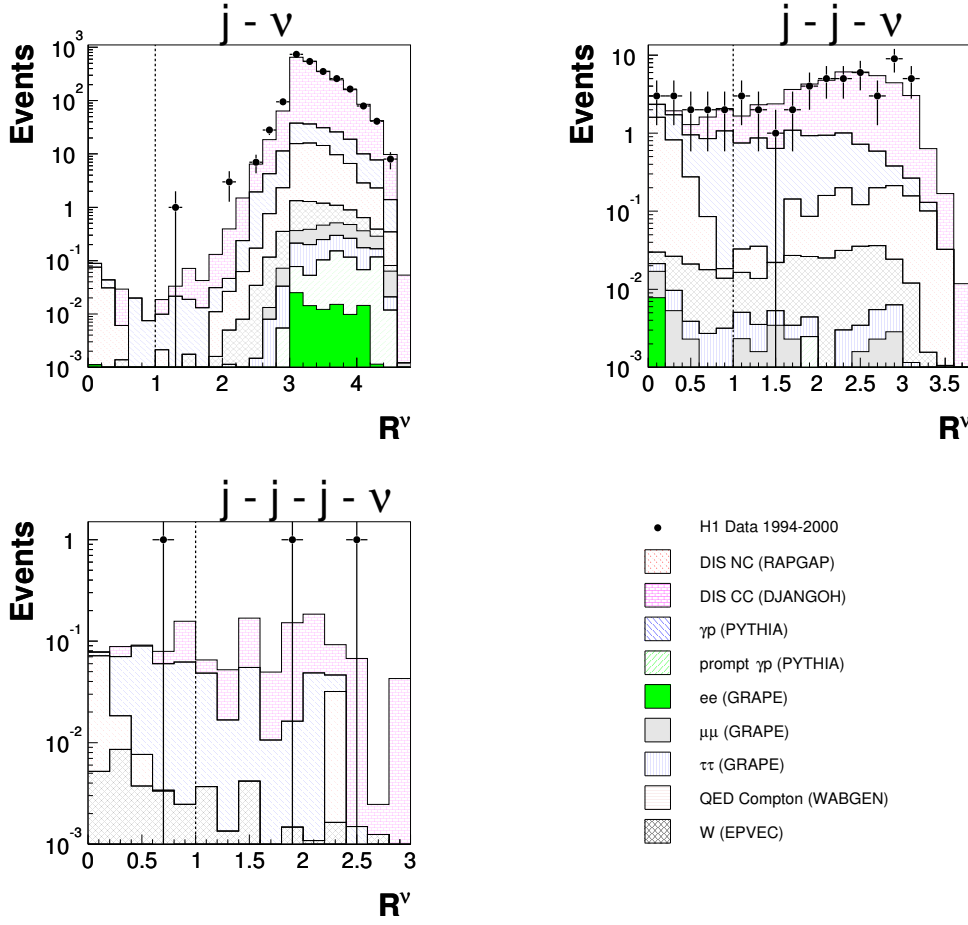 j - ν
Events
10³
10²
10
1
10⁻¹
10⁻²
10⁻³
0 1 2 3 4
Rᵛ
j - j - ν
Events
10
1
10⁻¹
10⁻²
10⁻³
0 0.5 1 1.5 2 2.5 3 3.5
Rᵛ
j - j - j - ν
Events
1
10⁻¹
10⁻²
10⁻³
0 0.5 1 1.5 2 2.5 3
Rᵛ
H1 Data 1994-2000
DIS NC (RAPGAP)
DIS CC (DJANGOH)
γp (PYTHIA)
prompt γp (PYTHIA)
ee (GRAPE)
μμ (GRAPE)
ττ (GRAPE)
QED Compton (WABGEN)
W (EPVEC)